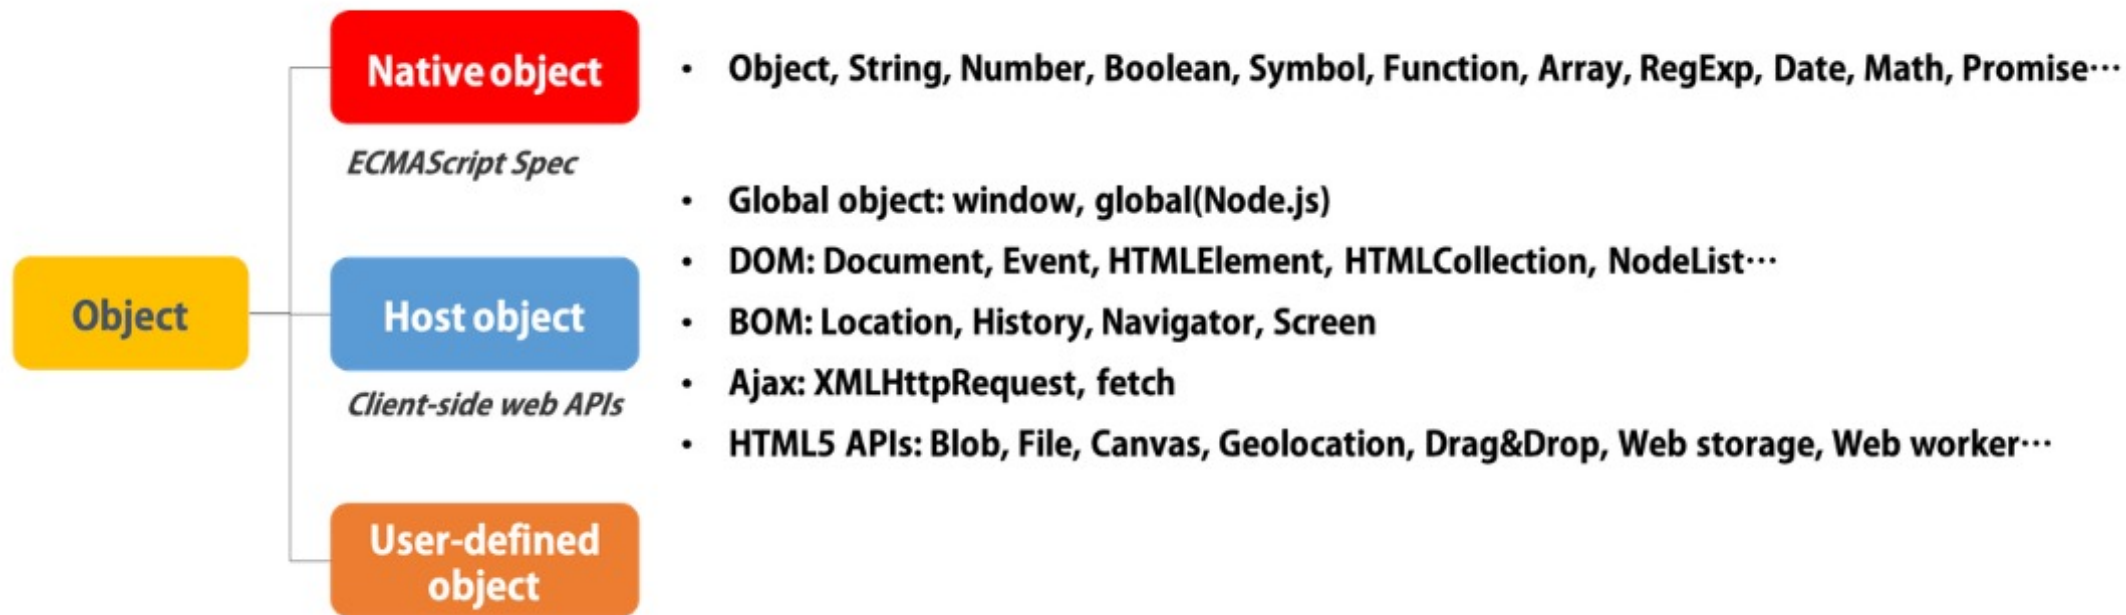 Native object
• Object, String, Number, Boolean, Symbol, Function, Array, RegExp, Date, Math, Promise…
ECMAScript Spec
Object
Host object
Client-side web APIs
• Global object: window, global(Node.js)
• DOM: Document, Event, HTMLElement, HTMLCollection, NodeList…
• BOM: Location, History, Navigator, Screen
• Ajax: XMLHttpRequest, fetch
• HTML5 APIs: Blob, File, Canvas, Geolocation, Drag&Drop, Web storage, Web worker…
User-defined
object